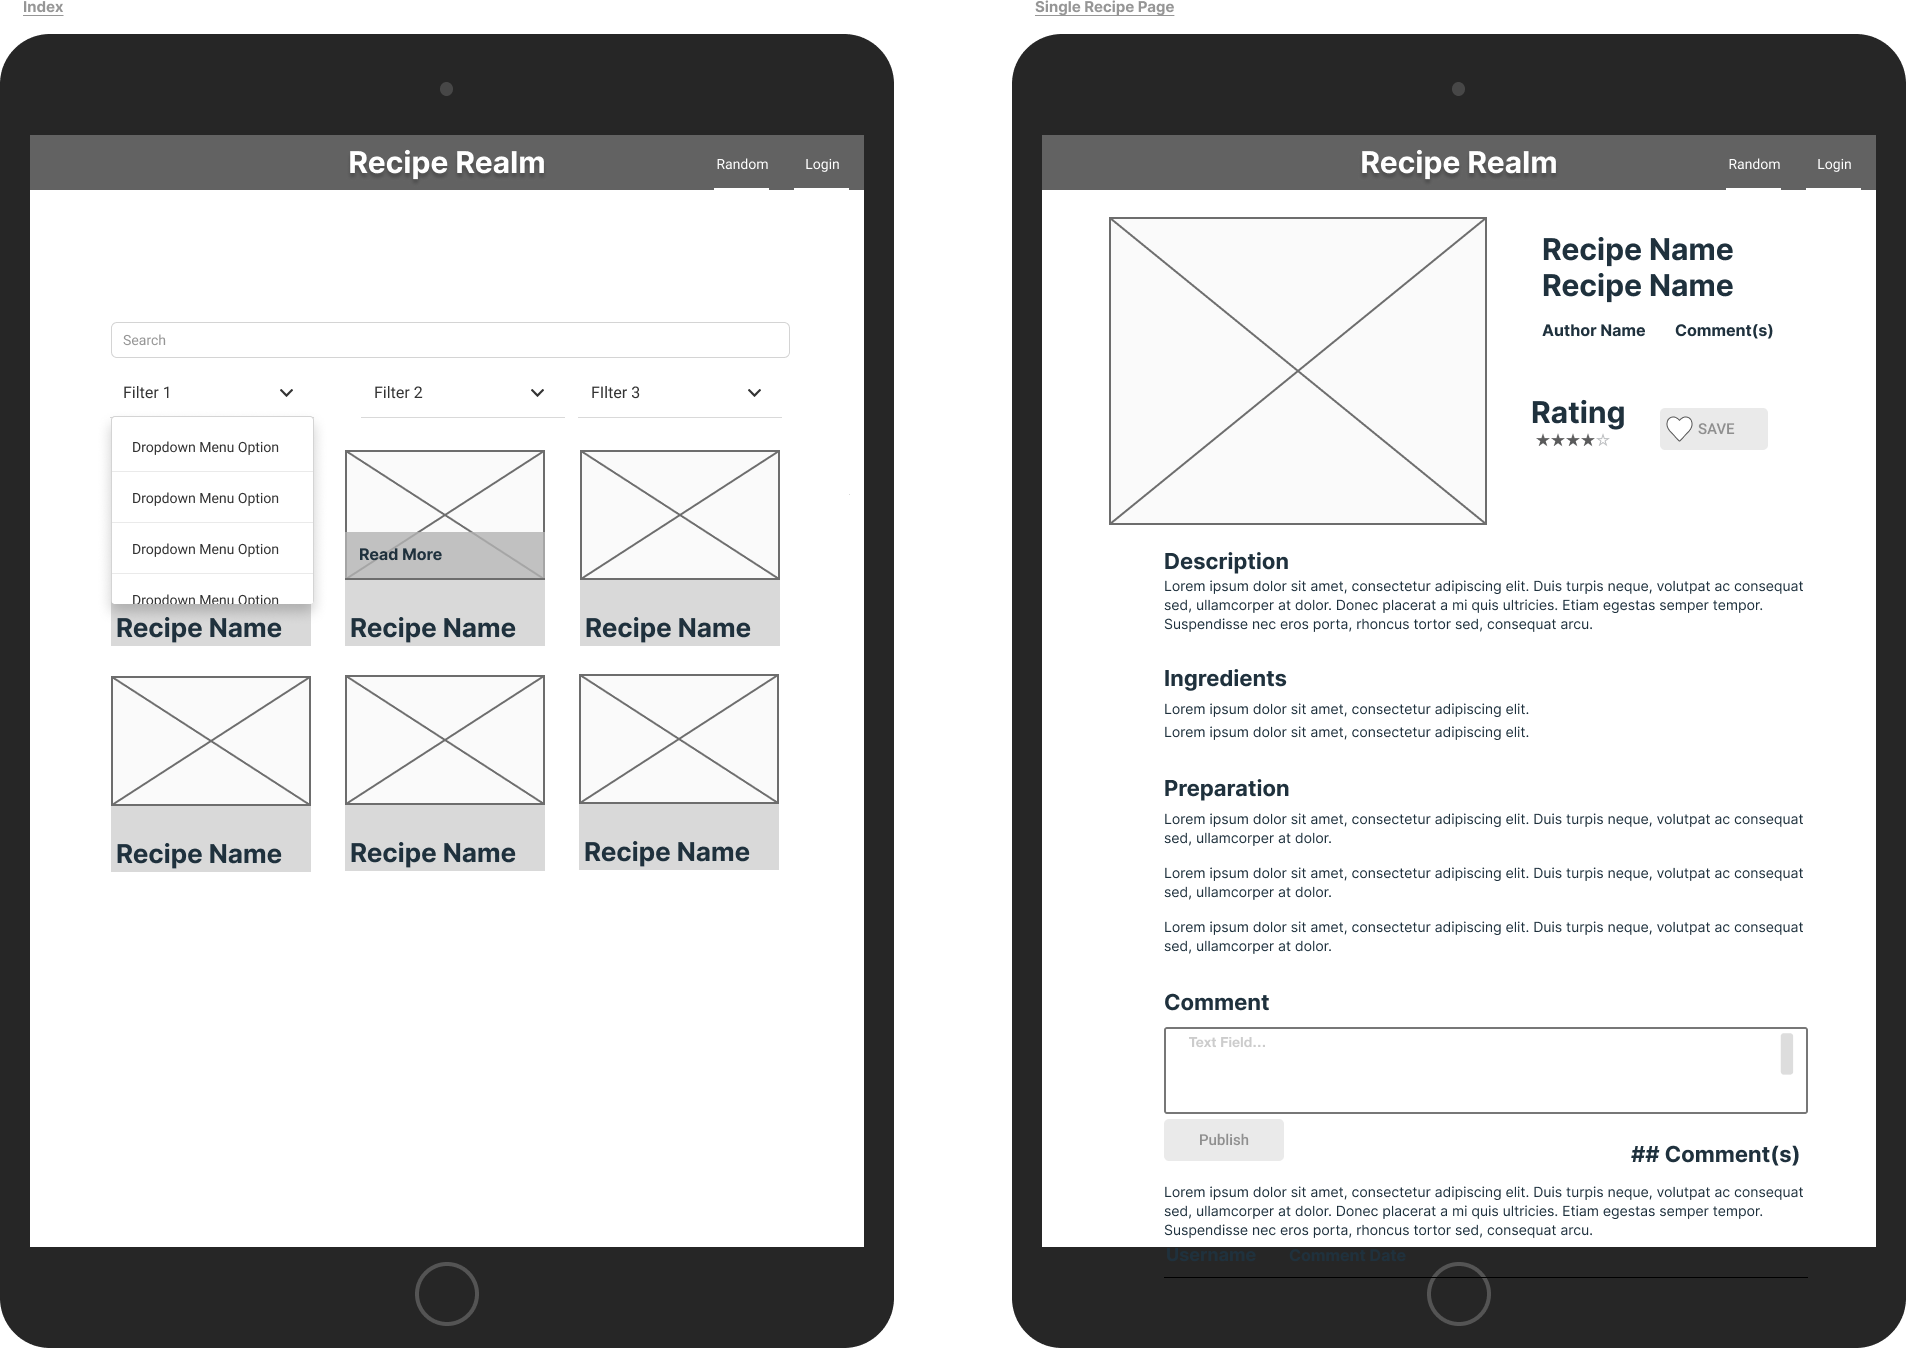 Index
Recipe Realm
Random
Login
Search
Filter 1
Filter 2
FIlter 3
Dropdown Menu Option
Dropdown Menu Option
Dropdown Menu Option
Dropdown Menu Option
Read More
Recipe Name
Recipe Name
Recipe Name
Recipe Name
Recipe Name
Recipe Name
Single Recipe Page
Recipe Realm
Random
Login
Recipe Name
Recipe Name
Author Name
Comment(s)
Rating
★★★★☆
SAVE
Description
Lorem ipsum dolor sit amet, consectetur adipiscing elit. Duis turpis neque, volutpat ac consequat
sed, ullamcorper at dolor. Donec placerat a mi quis ultricies. Etiam egestas semper tempor.
Suspendisse nec eros porta, rhoncus tortor sed, consequat arcu.
Ingredients
Lorem ipsum dolor sit amet, consectetur adipiscing elit.
Lorem ipsum dolor sit amet, consectetur adipiscing elit.
Preparation
Lorem ipsum dolor sit amet, consectetur adipiscing elit. Duis turpis neque, volutpat ac consequat
sed, ullamcorper at dolor.
Lorem ipsum dolor sit amet, consectetur adipiscing elit. Duis turpis neque, volutpat ac consequat
sed, ullamcorper at dolor.
Lorem ipsum dolor sit amet, consectetur adipiscing elit. Duis turpis neque, volutpat ac consequat
sed, ullamcorper at dolor.
Comment
Text Field...
Publish
## Comment(s)
Lorem ipsum dolor sit amet, consectetur adipiscing elit. Duis turpis neque, volutpat ac consequat
sed, ullamcorper at dolor. Donec placerat a mi quis ultricies. Etiam egestas semper tempor.
Suspendisse nec eros porta, rhoncus tortor sed, consequat arcu.
Username
Comment Date